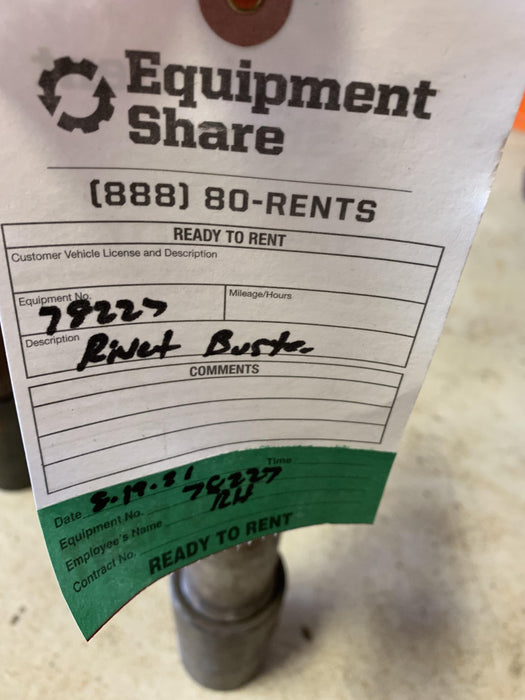 Equipment
Share
(888) 80-RENTS
READY TO RENT
Customer Vehicle License and Description
Equipment No. Mileage/Hours
78227
Description Rivet Buster
COMMENTS
Time
Date 8.19.21
Equipment No. 78227
Employee's Name RH
Contract No.
READY TO RENT